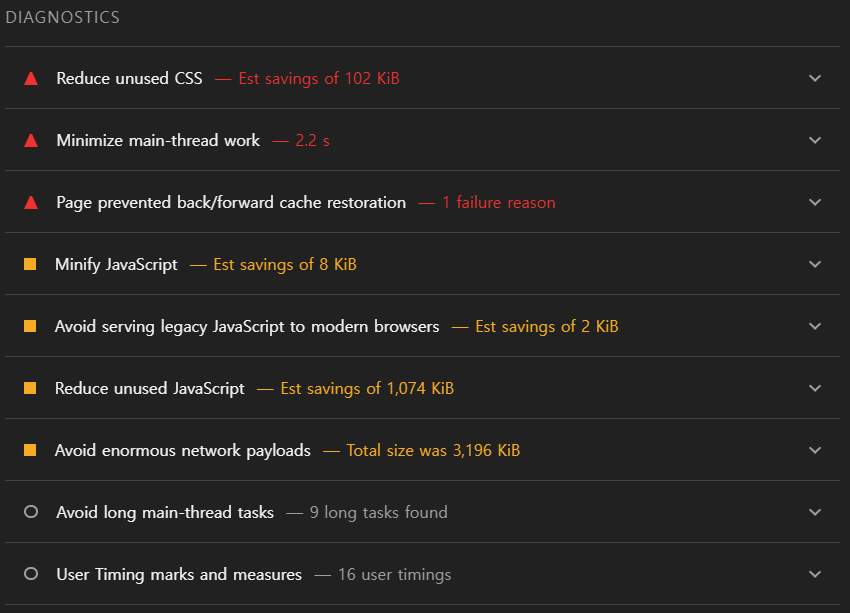 DIAGNOSTICS
Reduce unused CSS — Est savings of 102 KiB
Minimize main-thread work — 2.2 s
Page prevented back/forward cache restoration — 1 failure reason
Minify JavaScript — Est savings of 8 KiB
Avoid serving legacy JavaScript to modern browsers — Est savings of 2 KiB
Reduce unused JavaScript — Est savings of 1,074 KiB
Avoid enormous network payloads — Total size was 3,196 KiB
Avoid long main-thread tasks — 9 long tasks found
User Timing marks and measures — 16 user timings